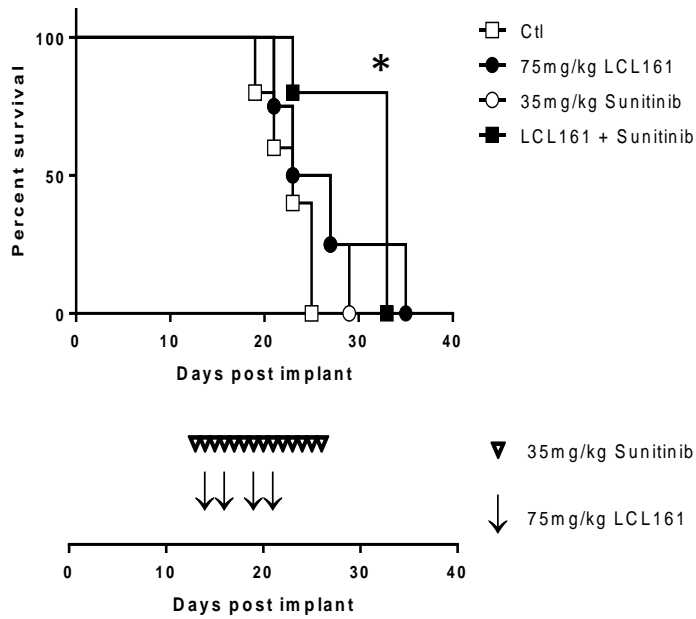 100
50
0
Percent survival
0 10 20 30 40
Days post implant
*
Ctl
75mg/kg LCL161
35mg/kg Sunitinib
LCL161 + Sunitinib
35mg/kg Sunitinib
75mg/kg LCL161
0 10 20 30 40
Days post implant